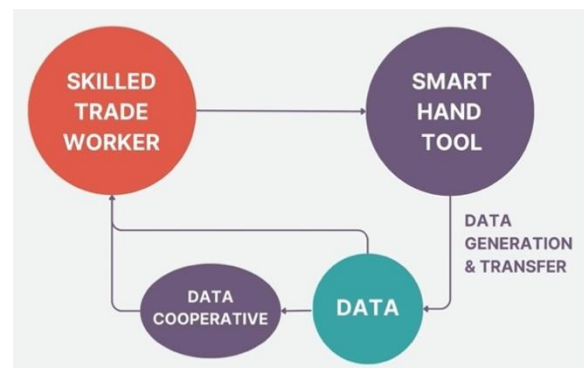 SKILLED
TRADE
WORKER
SMART
HAND
TOOL
DATA
GENERATION
& TRANSFER
DATA
COOPERATIVE
DATA